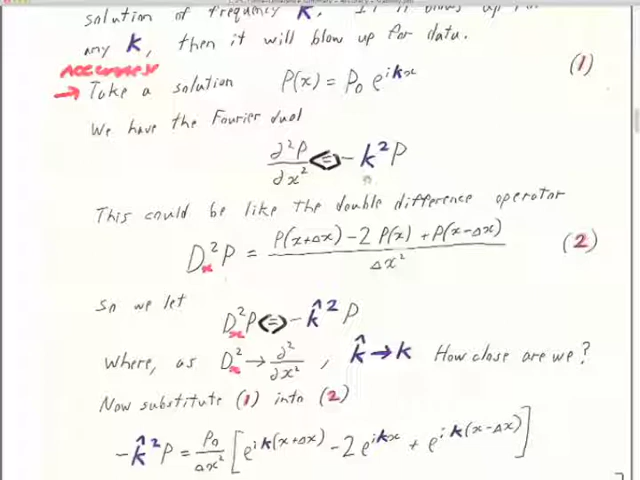 solution of frequency k. If it blows up for
any k, then it will blow up for data.
Accuracy
→ Take a solution P(x) = P₀ e^{ikx} (1)
We have the Fourier dual
∂²P/∂x² <=> -k²P
This could be like the double difference operator
D_x²P = (P(x+Δx) - 2P(x) + P(x-Δx))/Δx² (2)
So we let
D_x²P <=> -k̂²P
Where, as D_x² → ∂²/∂x², k̂ → k How close are we?
Now substitute (1) into (2)
-k̂²P = P₀/Δx² [e^{ik(x+Δx)} - 2e^{ikx} + e^{ik(x-Δx)}]